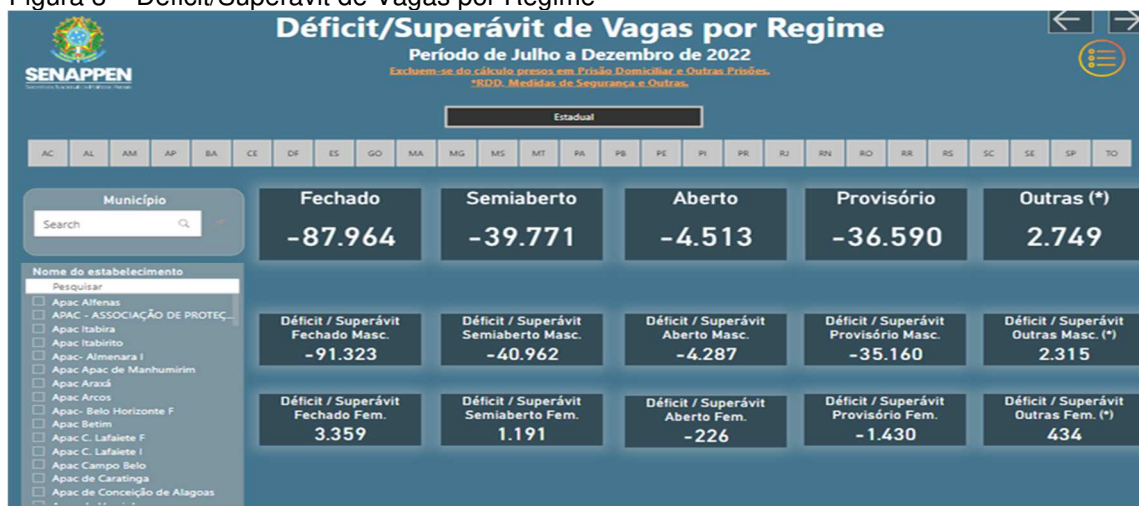 Figura 3 – Déficit/Superávit de Vagas por Regime
Déficit/Superávit de Vagas por Regime
Período de Julho a Dezembro de 2022
Excluem-se do cálculo presos em Prisão Domiciliar e Outras Prisões.
*RDD, Medidas de Segurança e Outras.
SENAPPEN
Secretaria Nacional de Políticas Penais
Estadual
AC AL AM AP BA CE DF ES GO MA MG MS MT PA PB PE PI PR RJ RN RO RR RS SC SE SP TO
Município
Search
Nome do estabelecimento
Pesquisar
Apac Alfenas
APAC - ASSOCIAÇÃO DE PROTEÇ...
Apac Itabira
Apac Itabirito
Apac- Almenara I
Apac Apac de Manhumirim
Apac Araxá
Apac Arcos
Apac- Belo Horizonte F
Apac Betim
Apac C. Lafaiete F
Apac C. Lafaiete I
Apac Campo Belo
Apac de Caratinga
Apac de Conceição de Alagoas
Fechado
-87.964
Semiaberto
-39.771
Aberto
-4.513
Provisório
-36.590
Outras (*)
2.749
Déficit / Superávit
Fechado Masc.
-91.323
Déficit / Superávit
Semiaberto Masc.
-40.962
Déficit / Superávit
Aberto Masc.
-4.287
Déficit / Superávit
Provisório Masc.
-35.160
Déficit / Superávit
Outras Masc. (*)
2.315
Déficit / Superávit
Fechado Fem.
3.359
Déficit / Superávit
Semiaberto Fem.
1.191
Déficit / Superávit
Aberto Fem.
-226
Déficit / Superávit
Provisório Fem.
-1.430
Déficit / Superávit
Outras Fem. (*)
434